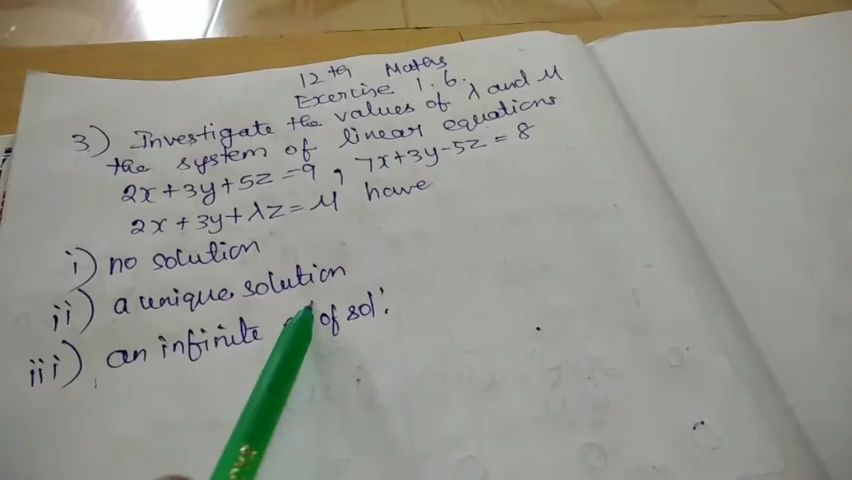 12th Maths
Exercise 1.6.
3) Investigate the values of λ and μ
the system of linear equations
2x+3y+5z=9, 7x+3y-5z=8
2x+3y+λz=μ have
i) no solution
ii) a unique solution
iii) an infinite of sol: